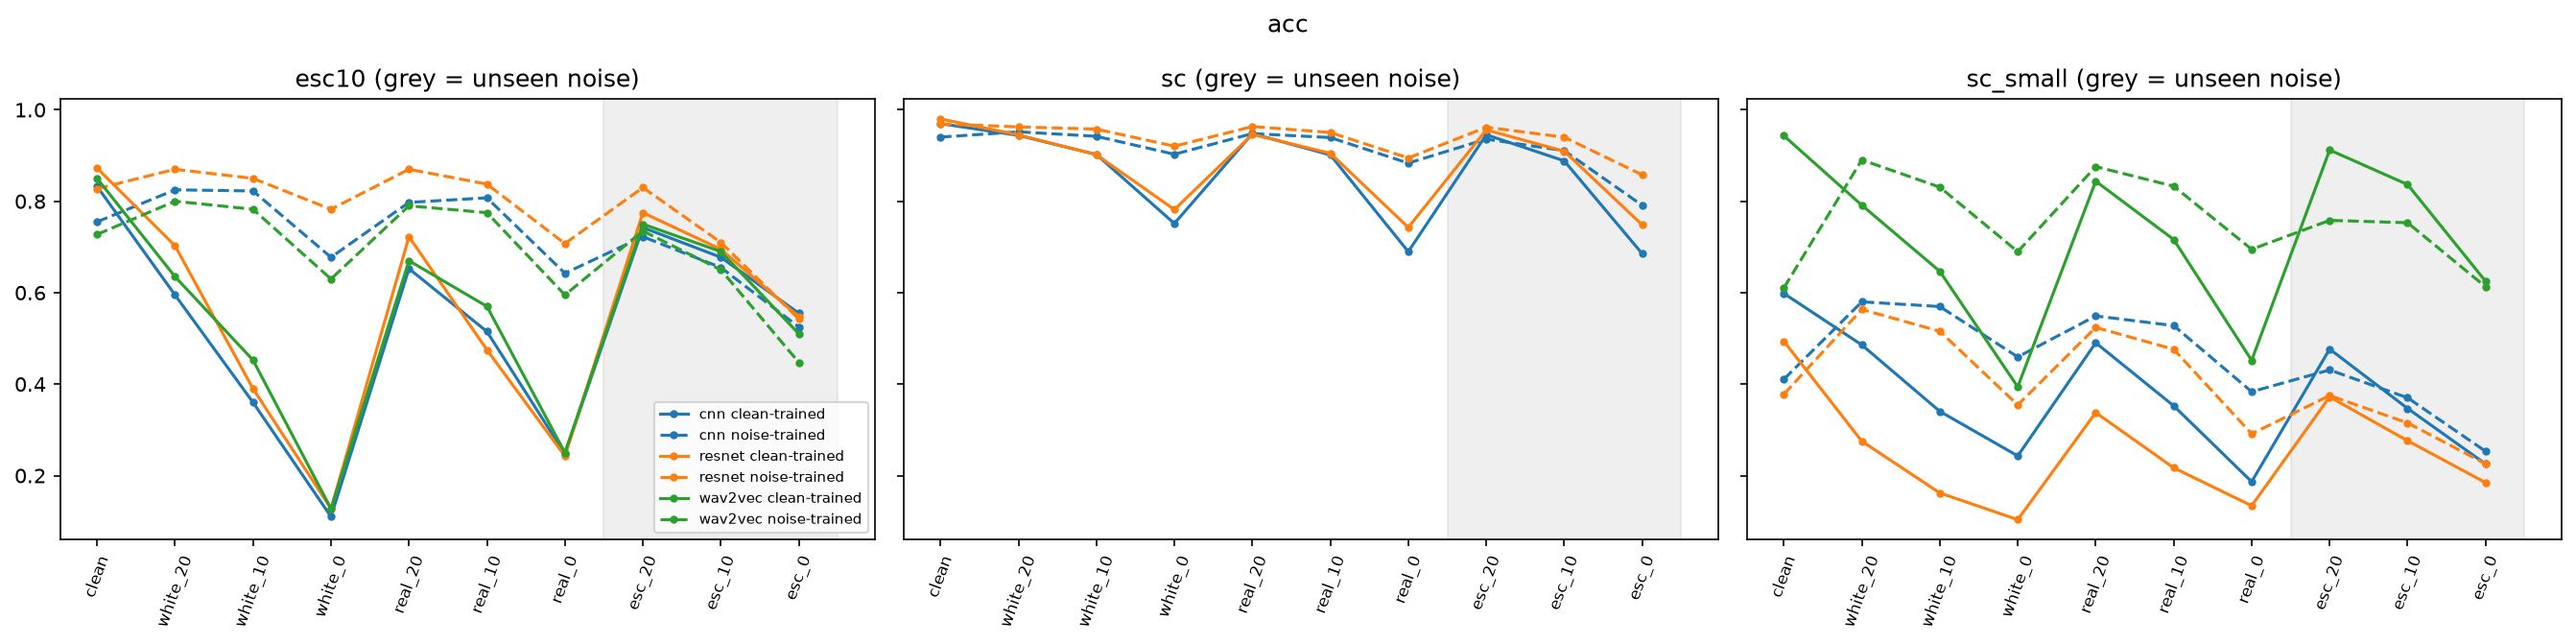 acc
esc10 (grey = unseen noise)
sc (grey = unseen noise)
sc_small (grey = unseen noise)
1.0
0.8
0.6
0.4
0.2
cnn clean-trained
cnn noise-trained
resnet clean-trained
resnet noise-trained
wav2vec clean-trained
wav2vec noise-trained
clean
white_20
white_10
white_0
real_20
real_10
real_0
esc_20
esc_10
esc_0
clean
white_20
white_10
white_0
real_20
real_10
real_0
esc_20
esc_10
esc_0
clean
white_20
white_10
white_0
real_20
real_10
real_0
esc_20
esc_10
esc_0